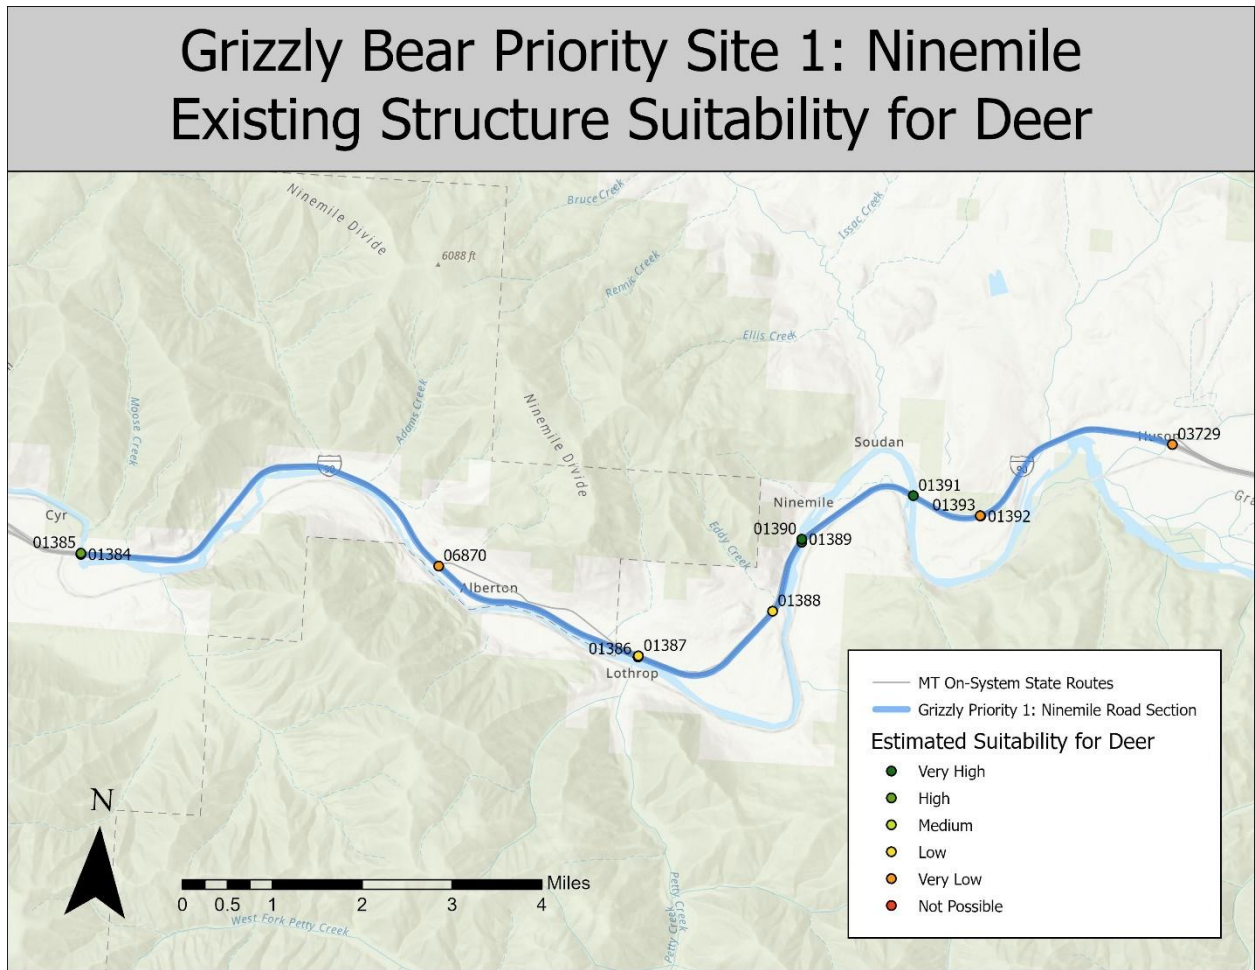 Grizzly Bear Priority Site 1: Ninemile
Existing Structure Suitability for Deer
Ninemile Divide
Bruce Creek
Issac Creek
6088 ft
Rennic Creek
Ellis Creek
Moose Creek
Adams Creek
Ninemile Divide
Soudan
Huson
03729
90
90
01391
Ninemile
01393
01392
Cyr
01385
01384
01390
01389
Eddy Creek
06870
Alberton
01388
01386
01387
Lothrop
MT On-System State Routes
Grizzly Priority 1: Ninemile Road Section
Estimated Suitability for Deer
Very High
High
Medium
Low
Very Low
Not Possible
N
Miles
0 0.5 1 2 3 4
West Fork Petty Creek
Petty Creek
Petty Creek